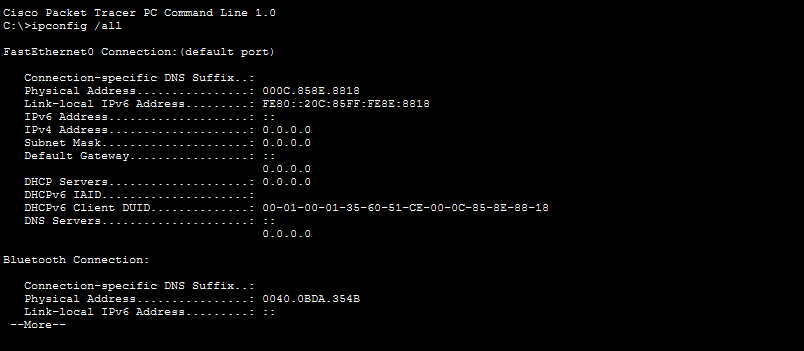 Cisco Packet Tracer PC Command Line 1.0
C:\>ipconfig /all
FastEthernet0 Connection:(default port)
Connection-specific DNS Suffix..:
Physical Address................: 000C.858E.8818
Link-local IPv6 Address.........: FE80::20C:85FF:FE8E:8818
IPv6 Address....................: ::
IPv4 Address....................: 0.0.0.0
Subnet Mask.....................: 0.0.0.0
Default Gateway.................: ::
0.0.0.0
DHCP Servers....................: 0.0.0.0
DHCPv6 IAID.....................:
DHCPv6 Client DUID..............: 00-01-00-01-35-60-51-CE-00-0C-85-8E-88-18
DNS Servers.....................: ::
0.0.0.0
Bluetooth Connection:
Connection-specific DNS Suffix..:
Physical Address................: 0040.0BDA.354B
Link-local IPv6 Address.........: ::
--More--